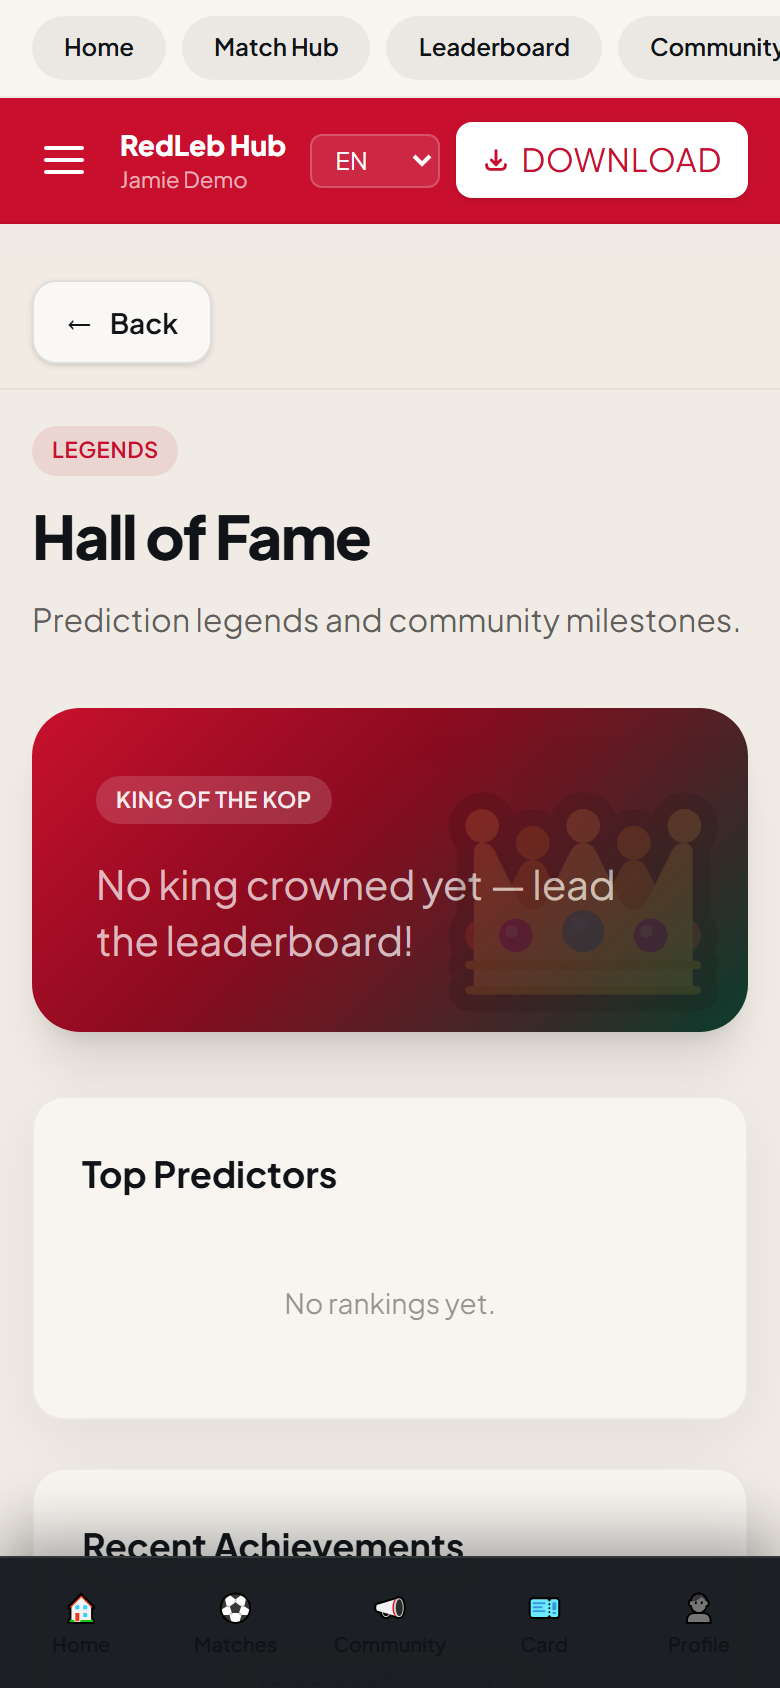 Home
Match Hub
Leaderboard
Community
RedLeb Hub
Jamie Demo
EN
DOWNLOAD
← Back
LEGENDS
Hall of Fame
Prediction legends and community milestones.
KING OF THE KOP
No king crowned yet — lead
the leaderboard!
Top Predictors
No rankings yet.
Recent Achievements
Home
Matches
Community
Card
Profile